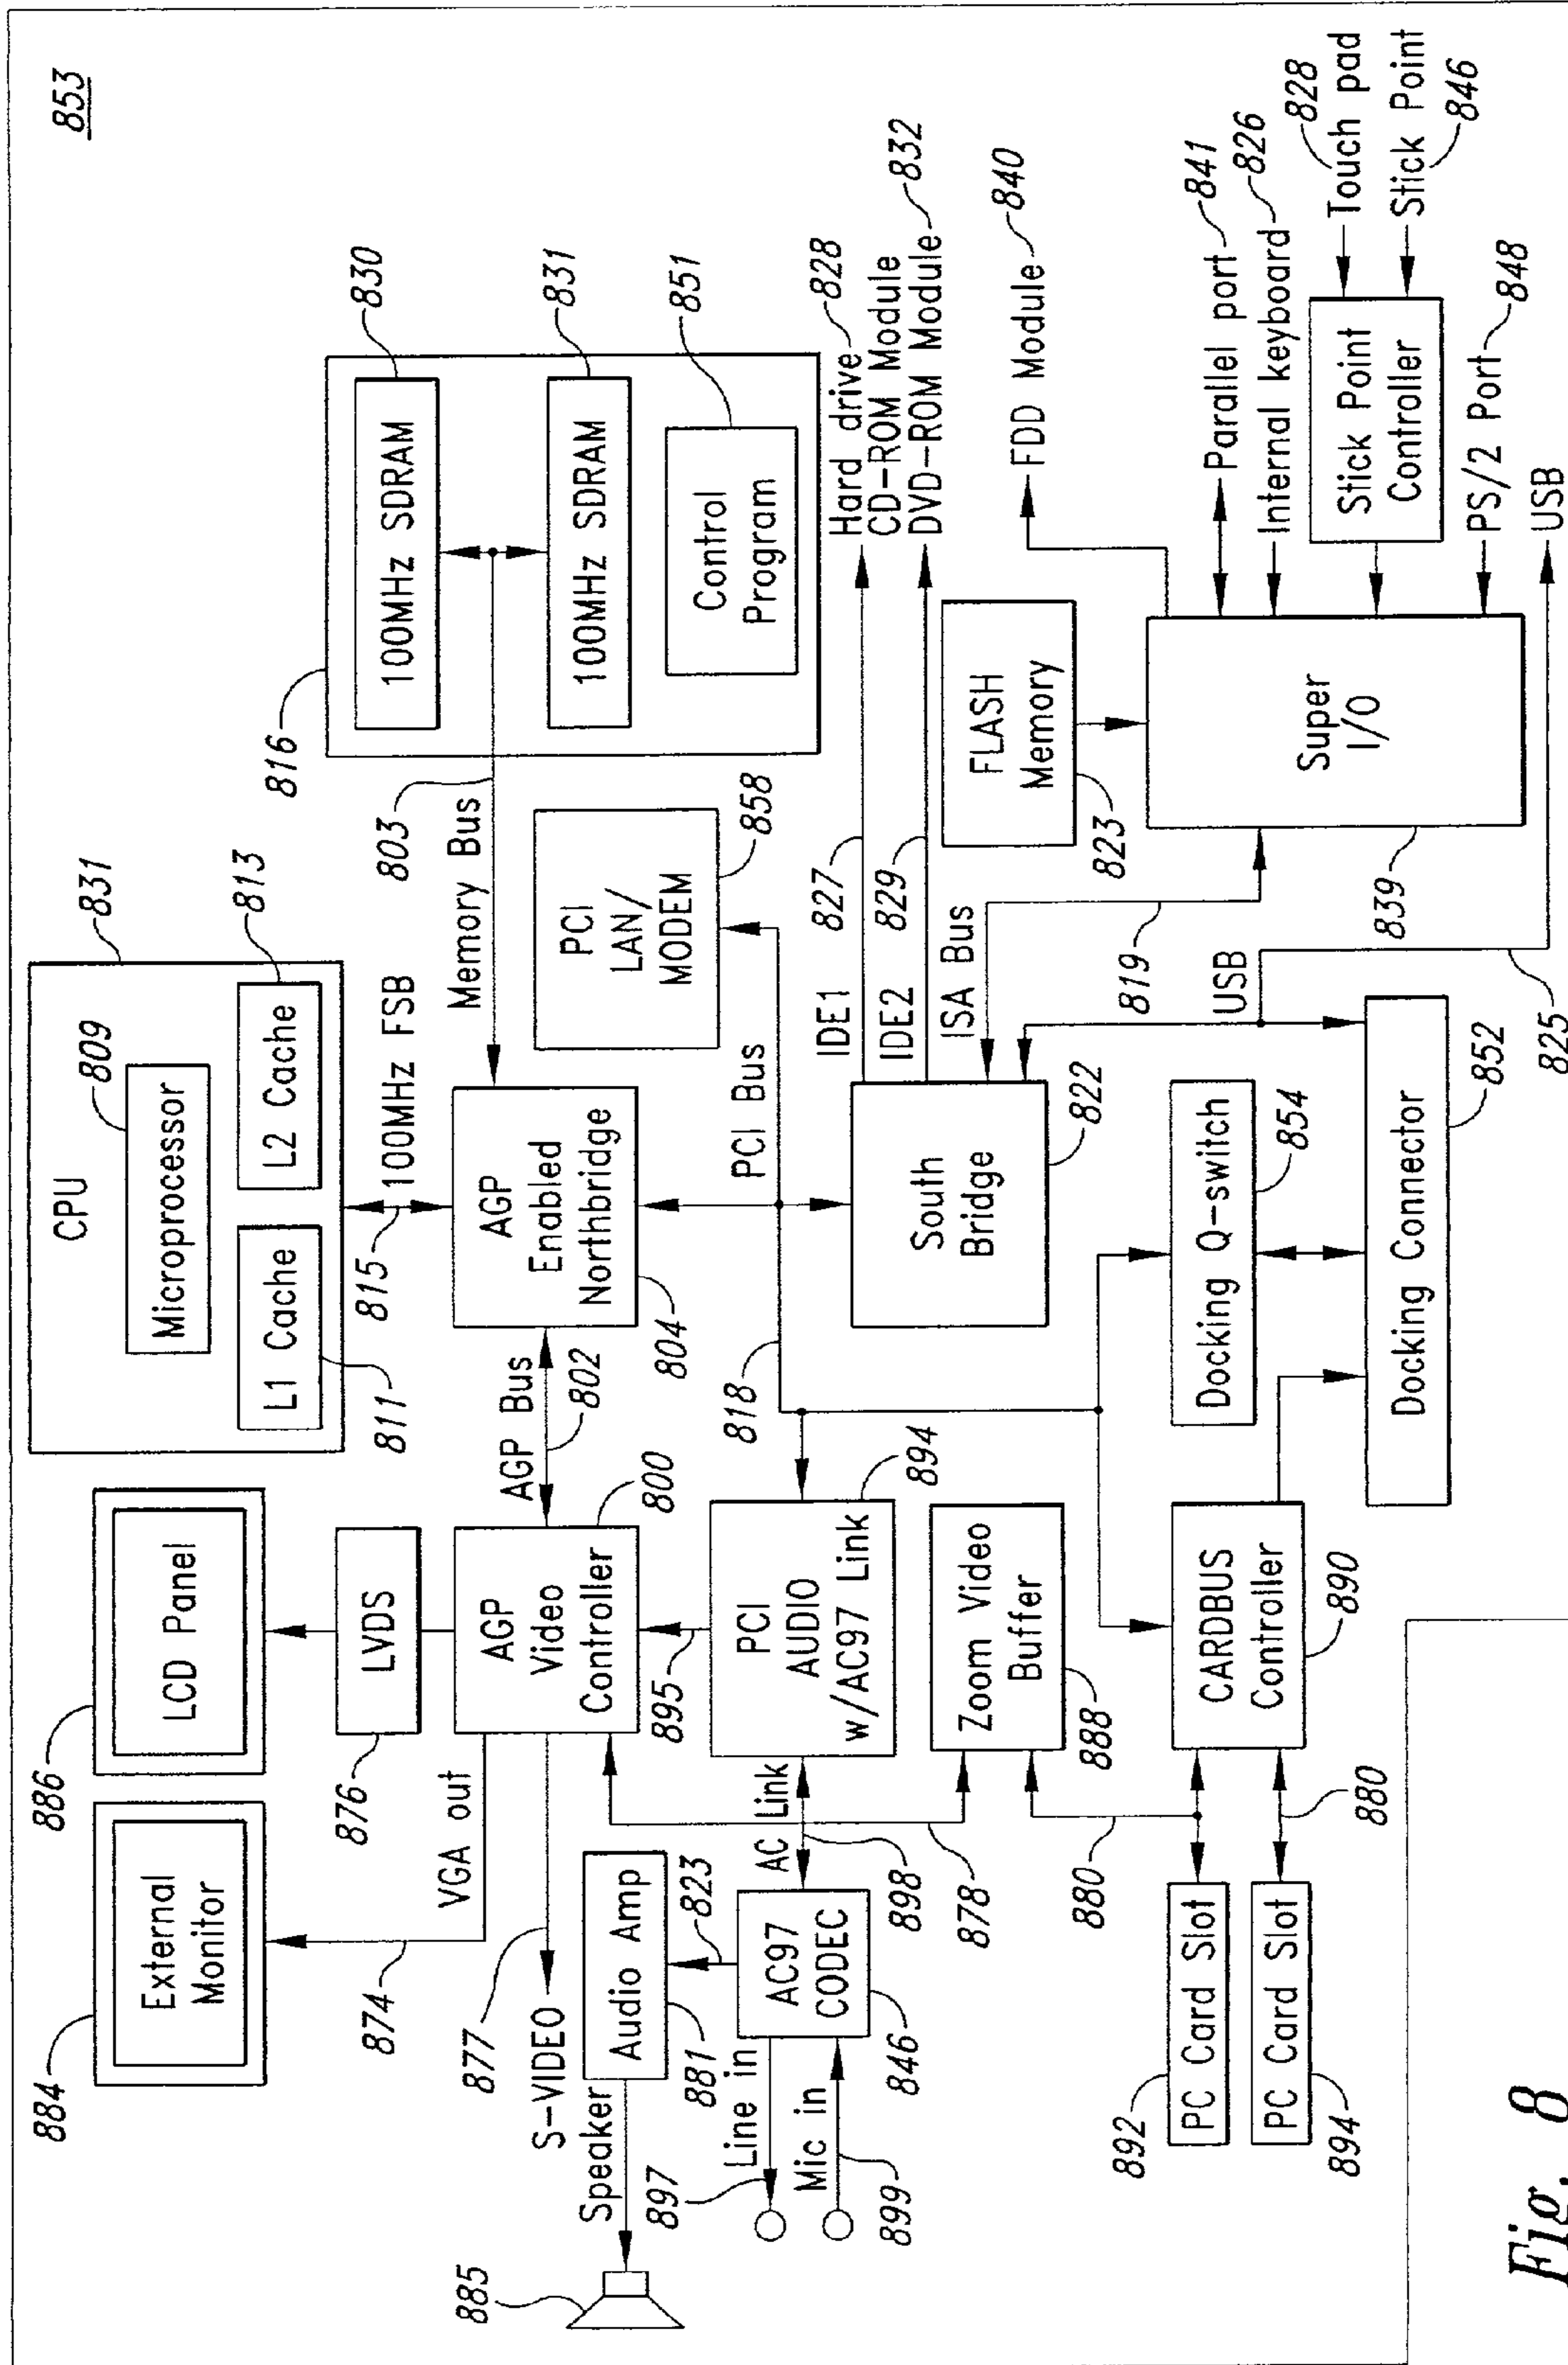 853
884
External
Monitor
886
LCD Panel
CPU
831
809
Microprocessor
L1 Cache
L2 Cache
813
811
815
100MHz FSB
874
VGA out
876
LVDS
877
S-VIDEO
AGP
Video
Controller
800
AGP Bus
802
AGP
Enabled
Northbridge
804
803
Memory Bus
816
100MHz SDRAM
830
100MHz SDRAM
831
Control
Program
851
885
Speaker
Audio Amp
881
823
897
Line in
Mic in
899
AC97
CODEC
846
AC Link
898
895
PCI
AUDIO
w/AC97 Link
894
818
PCI Bus
PCI
LAN/
MODEM
858
878
Zoom Video
Buffer
888
South
Bridge
822
IDE1
827
IDE2
829
Hard drive
828
CD-ROM Module
DVD-ROM Module
832
ISA Bus
819
FLASH
Memory
823
FDD Module
840
880
892
PC Card Slot
PC Card Slot
894
880
CARDBUS
Controller
890
Docking Q-switch
854
Docking Connector
852
USB
825
Super
I/O
839
Parallel port
841
Internal keyboard
826
Stick Point
Controller
828
Touch pad
Stick Point
846
PS/2 Port
848
USB
Fig. 8